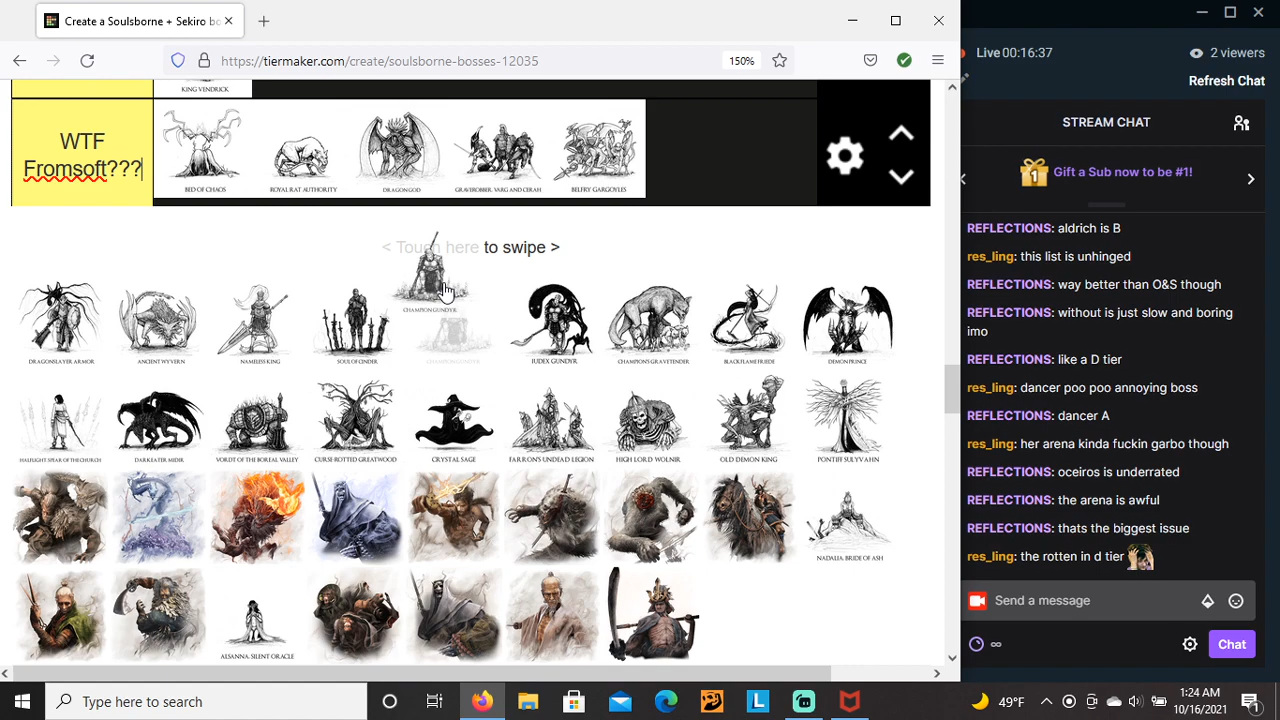 Create a Soulsborne + Sekiro bo
Live 00:16:37
2 viewers
tiermaker.com/create/soulsborne-bosses-12035
150%
Refresh Chat
KING VENDRICK
WTF
Fromsoft???
BED OF CHAOS
ROYAL RAT AUTHORITY
DRAGON GOD
GRAVEROBBER, VARG AND CERAH
BELFRY GARGOYLES
STREAM CHAT
1
Gift a Sub now to be #1!
< Touch here to swipe >
CHAMPION GUNDYR
DRAGONSLAYER ARMOR
ANCIENT WYVERN
NAMELESS KING
SOUL OF CINDER
CHAMPION GUNDYR
IUDEX GUNDYR
CHAMPION'S GRAVETENDER
BLACKFLAME FRIEDE
DEMON PRINCE
HALFLIGHT, SPEAR OF THE CHURCH
DARKEATER MIDIR
VORDT OF THE BOREAL VALLEY
CURSE-ROTTED GREATWOOD
CRYSTAL SAGE
FARRON'S UNDEAD LEGION
HIGH LORD WOLNIR
OLD DEMON KING
PONTIFF SULYVAHN
NADALIA, BRIDE OF ASH
ALSANNA, SILENT ORACLE
REFLECTIONS: aldrich is B
res_ling: this list is unhinged
REFLECTIONS: way better than O&S though
REFLECTIONS: without is just slow and boring
imo
REFLECTIONS: like a D tier
res_ling: dancer poo poo annoying boss
REFLECTIONS: dancer A
res_ling: her arena kinda fuckin garbo though
REFLECTIONS: oceiros is underrated
REFLECTIONS: the arena is awful
REFLECTIONS: thats the biggest issue
res_ling: the rotten in d tier
Send a message
Chat
Type here to search
49°F
2:24 AM
10/16/2021
1